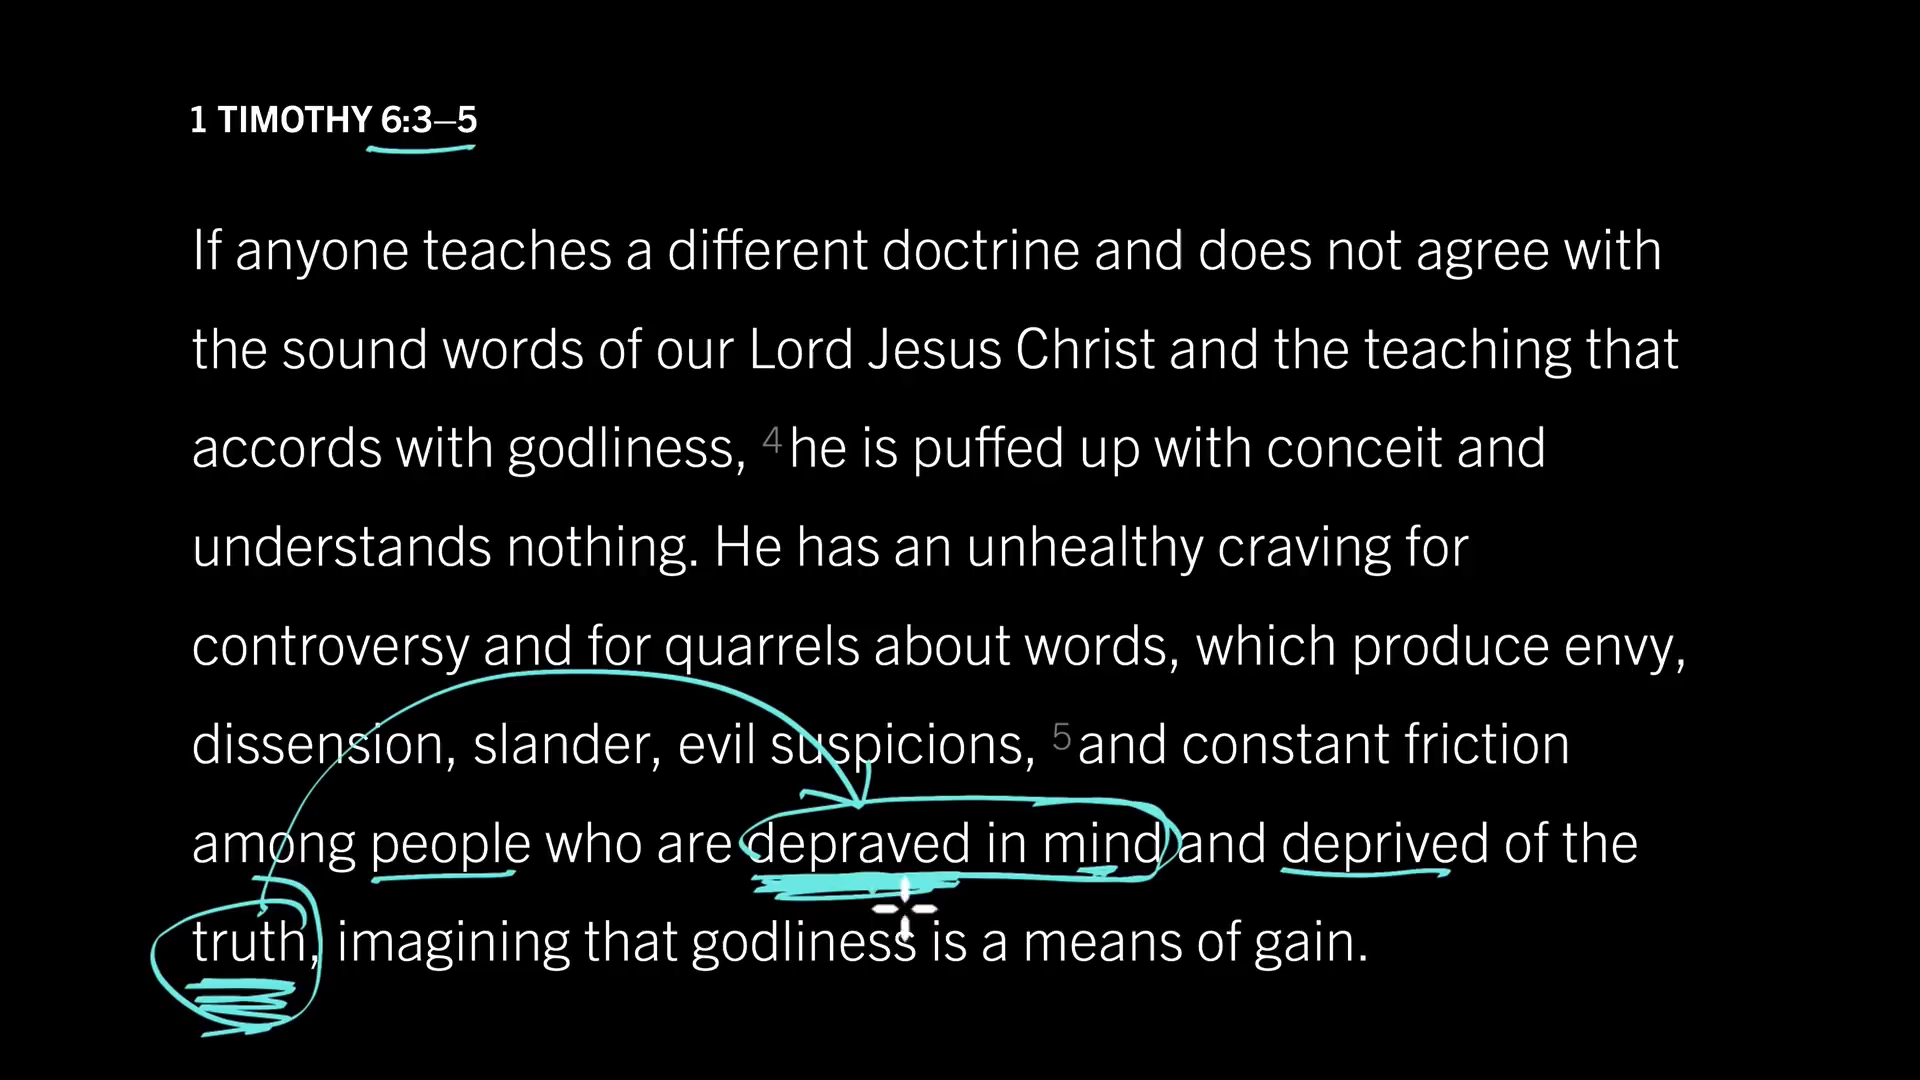 1 TIMOTHY 6:3–5
If anyone teaches a different doctrine and does not agree with
the sound words of our Lord Jesus Christ and the teaching that
accords with godliness, 4 he is puffed up with conceit and
understands nothing. He has an unhealthy craving for
controversy and for quarrels about words, which produce envy,
dissension, slander, evil suspicions, 5 and constant friction
among people who are depraved in mind and deprived of the
truth, imagining that godliness is a means of gain.